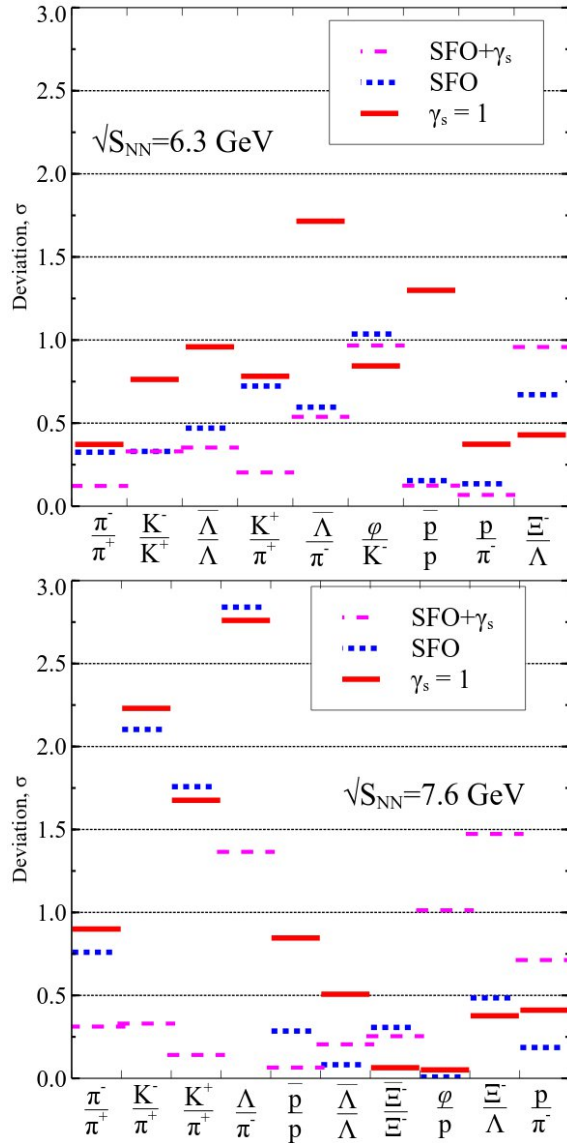 3.0
SFO+γs
SFO
γs = 1
2.5
√SNN=6.3 GeV
2.0
1.5
1.0
0.5
0.0
Deviation, σ
π⁻/π⁺ K⁻/K⁺ Λ̅/Λ K⁺/π⁺ Λ̅/π⁻ φ/K⁻ p̅/p p/π⁻ Ξ⁻/Λ
3.0
SFO+γs
SFO
γs = 1
2.5
2.0
√SNN=7.6 GeV
1.5
1.0
0.5
0.0
Deviation, σ
π⁻/π⁺ K⁻/π⁺ K⁺/π⁺ Λ/π⁻ p̅/p Λ̅/Λ Ξ̅⁻/Ξ⁻ φ/p Ξ⁻/Λ p/π⁻